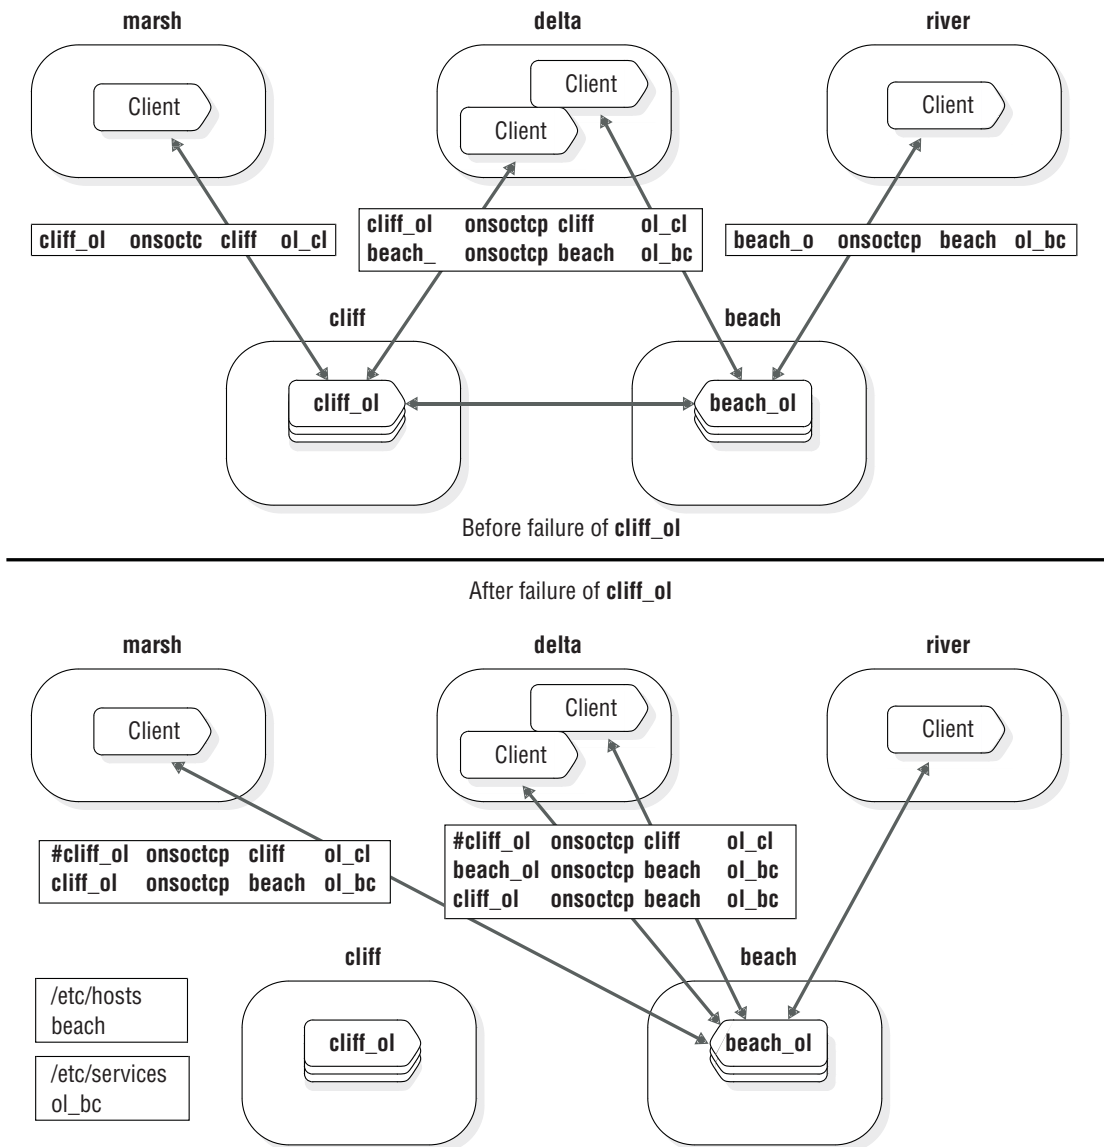 marsh delta river
Client
Client
Client
Client
cliff_ol onsoctc cliff ol_cl
cliff_ol onsoctcp cliff ol_cl
beach_ onsoctcp beach ol_bc
beach_o onsoctcp beach ol_bc
cliff beach
cliff_ol beach_ol
Before failure of cliff_ol
After failure of cliff_ol
marsh delta river
Client
Client
Client
Client
#cliff_ol onsoctcp cliff ol_cl
cliff_ol onsoctcp beach ol_bc
#cliff_ol onsoctcp cliff ol_cl
beach_ol onsoctcp beach ol_bc
cliff_ol onsoctcp beach ol_bc
cliff beach
/etc/hosts
beach
/etc/services
ol_bc
cliff_ol beach_ol